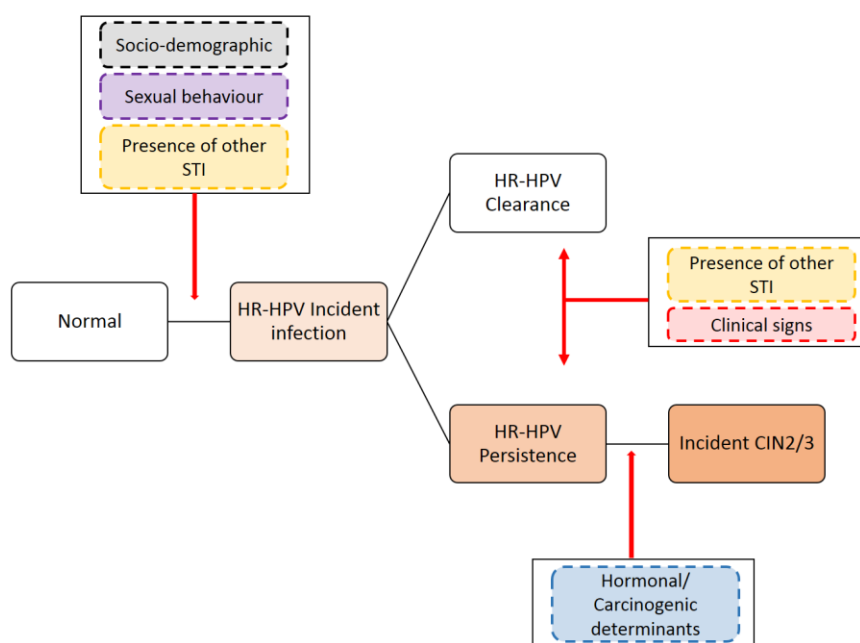 Socio-demographic
Sexual behaviour
Presence of other
STI
HR-HPV
Clearance
Presence of other
STI
Clinical signs
Normal
HR-HPV Incident
infection
HR-HPV
Persistence
Incident CIN2/3
Hormonal/
Carcinogenic
determinants